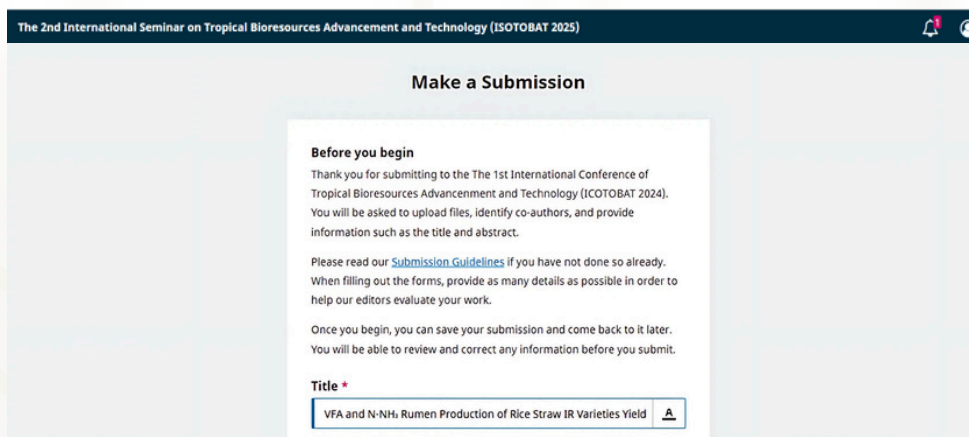 The 2nd International Seminar on Tropical Bioresources Advancement and Technology (ISOTOBAT 2025)
1
Make a Submission
Before you begin
Thank you for submitting to the The 1st International Conference of
Tropical Bioresources Advancenment and Technology (ICOTOBAT 2024).
You will be asked to upload files, identify co-authors, and provide
information such as the title and abstract.
Please read our Submission Guidelines if you have not done so already.
When filling out the forms, provide as many details as possible in order to
help our editors evaluate your work.
Once you begin, you can save your submission and come back to it later.
You will be able to review and correct any information before you submit.
Title *
VFA and N-NH₃ Rumen Production of Rice Straw IR Varieties Yield A